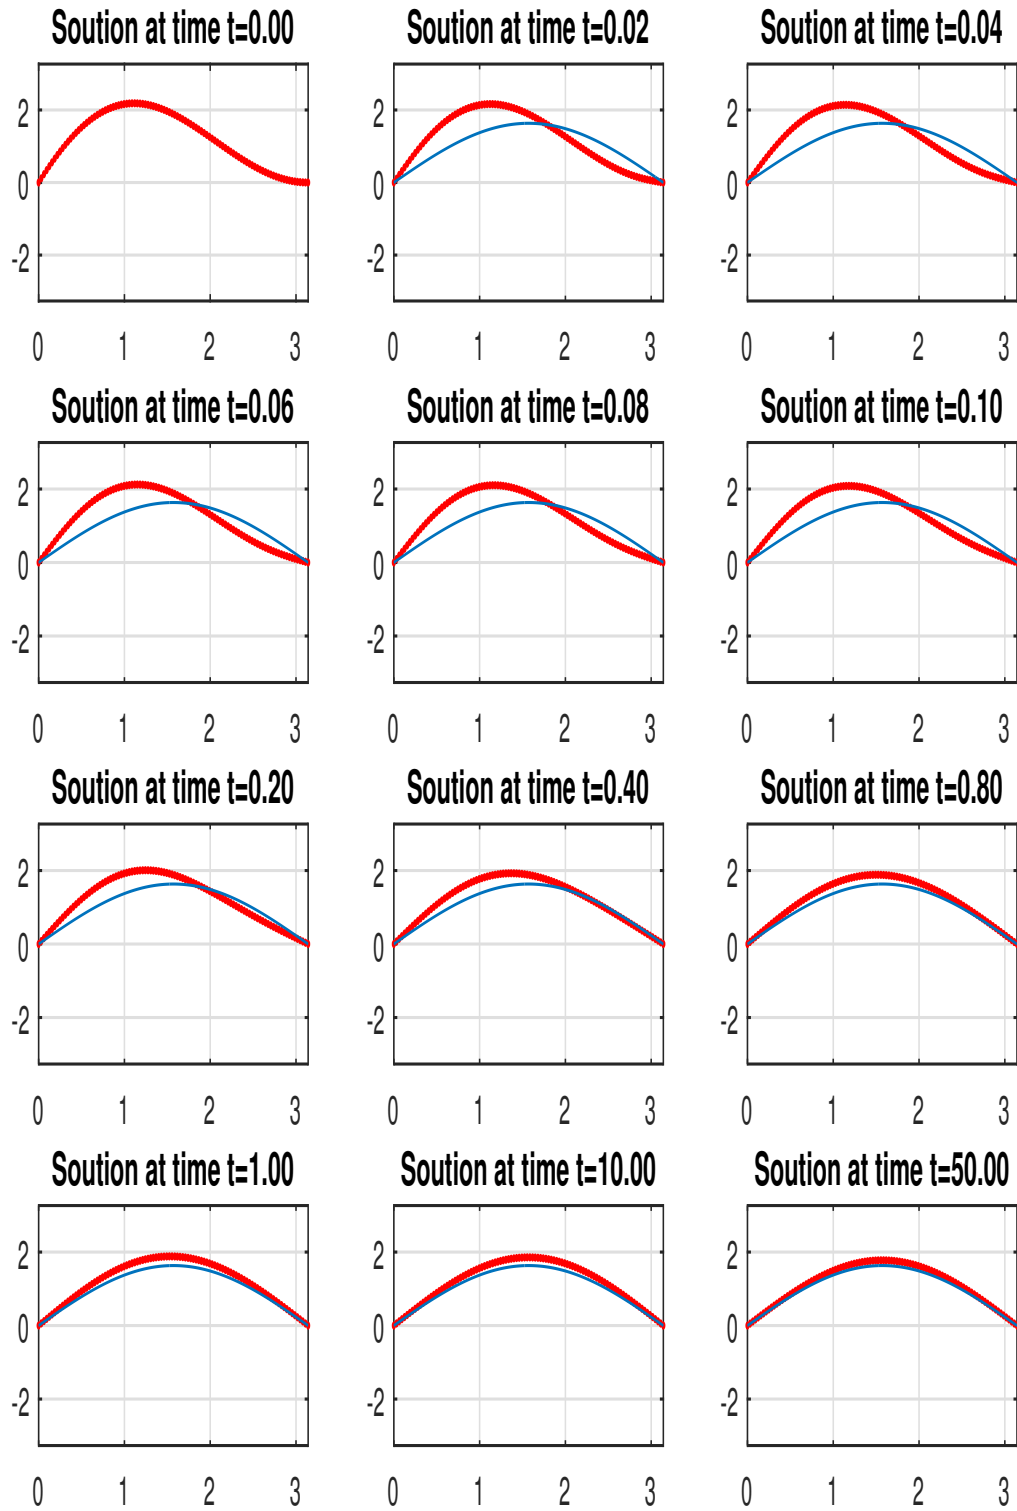 Soution at time t=0.00 Soution at time t=0.02 Soution at time t=0.04
2 2 2
0 0 0
-2 -2 -2
0 1 2 3 0 1 2 3 0 1 2 3
Soution at time t=0.06 Soution at time t=0.08 Soution at time t=0.10
2 2 2
0 0 0
-2 -2 -2
0 1 2 3 0 1 2 3 0 1 2 3
Soution at time t=0.20 Soution at time t=0.40 Soution at time t=0.80
2 2 2
0 0 0
-2 -2 -2
0 1 2 3 0 1 2 3 0 1 2 3
Soution at time t=1.00 Soution at time t=10.00 Soution at time t=50.00
2 2 2
0 0 0
-2 -2 -2
0 1 2 3 0 1 2 3 0 1 2 3